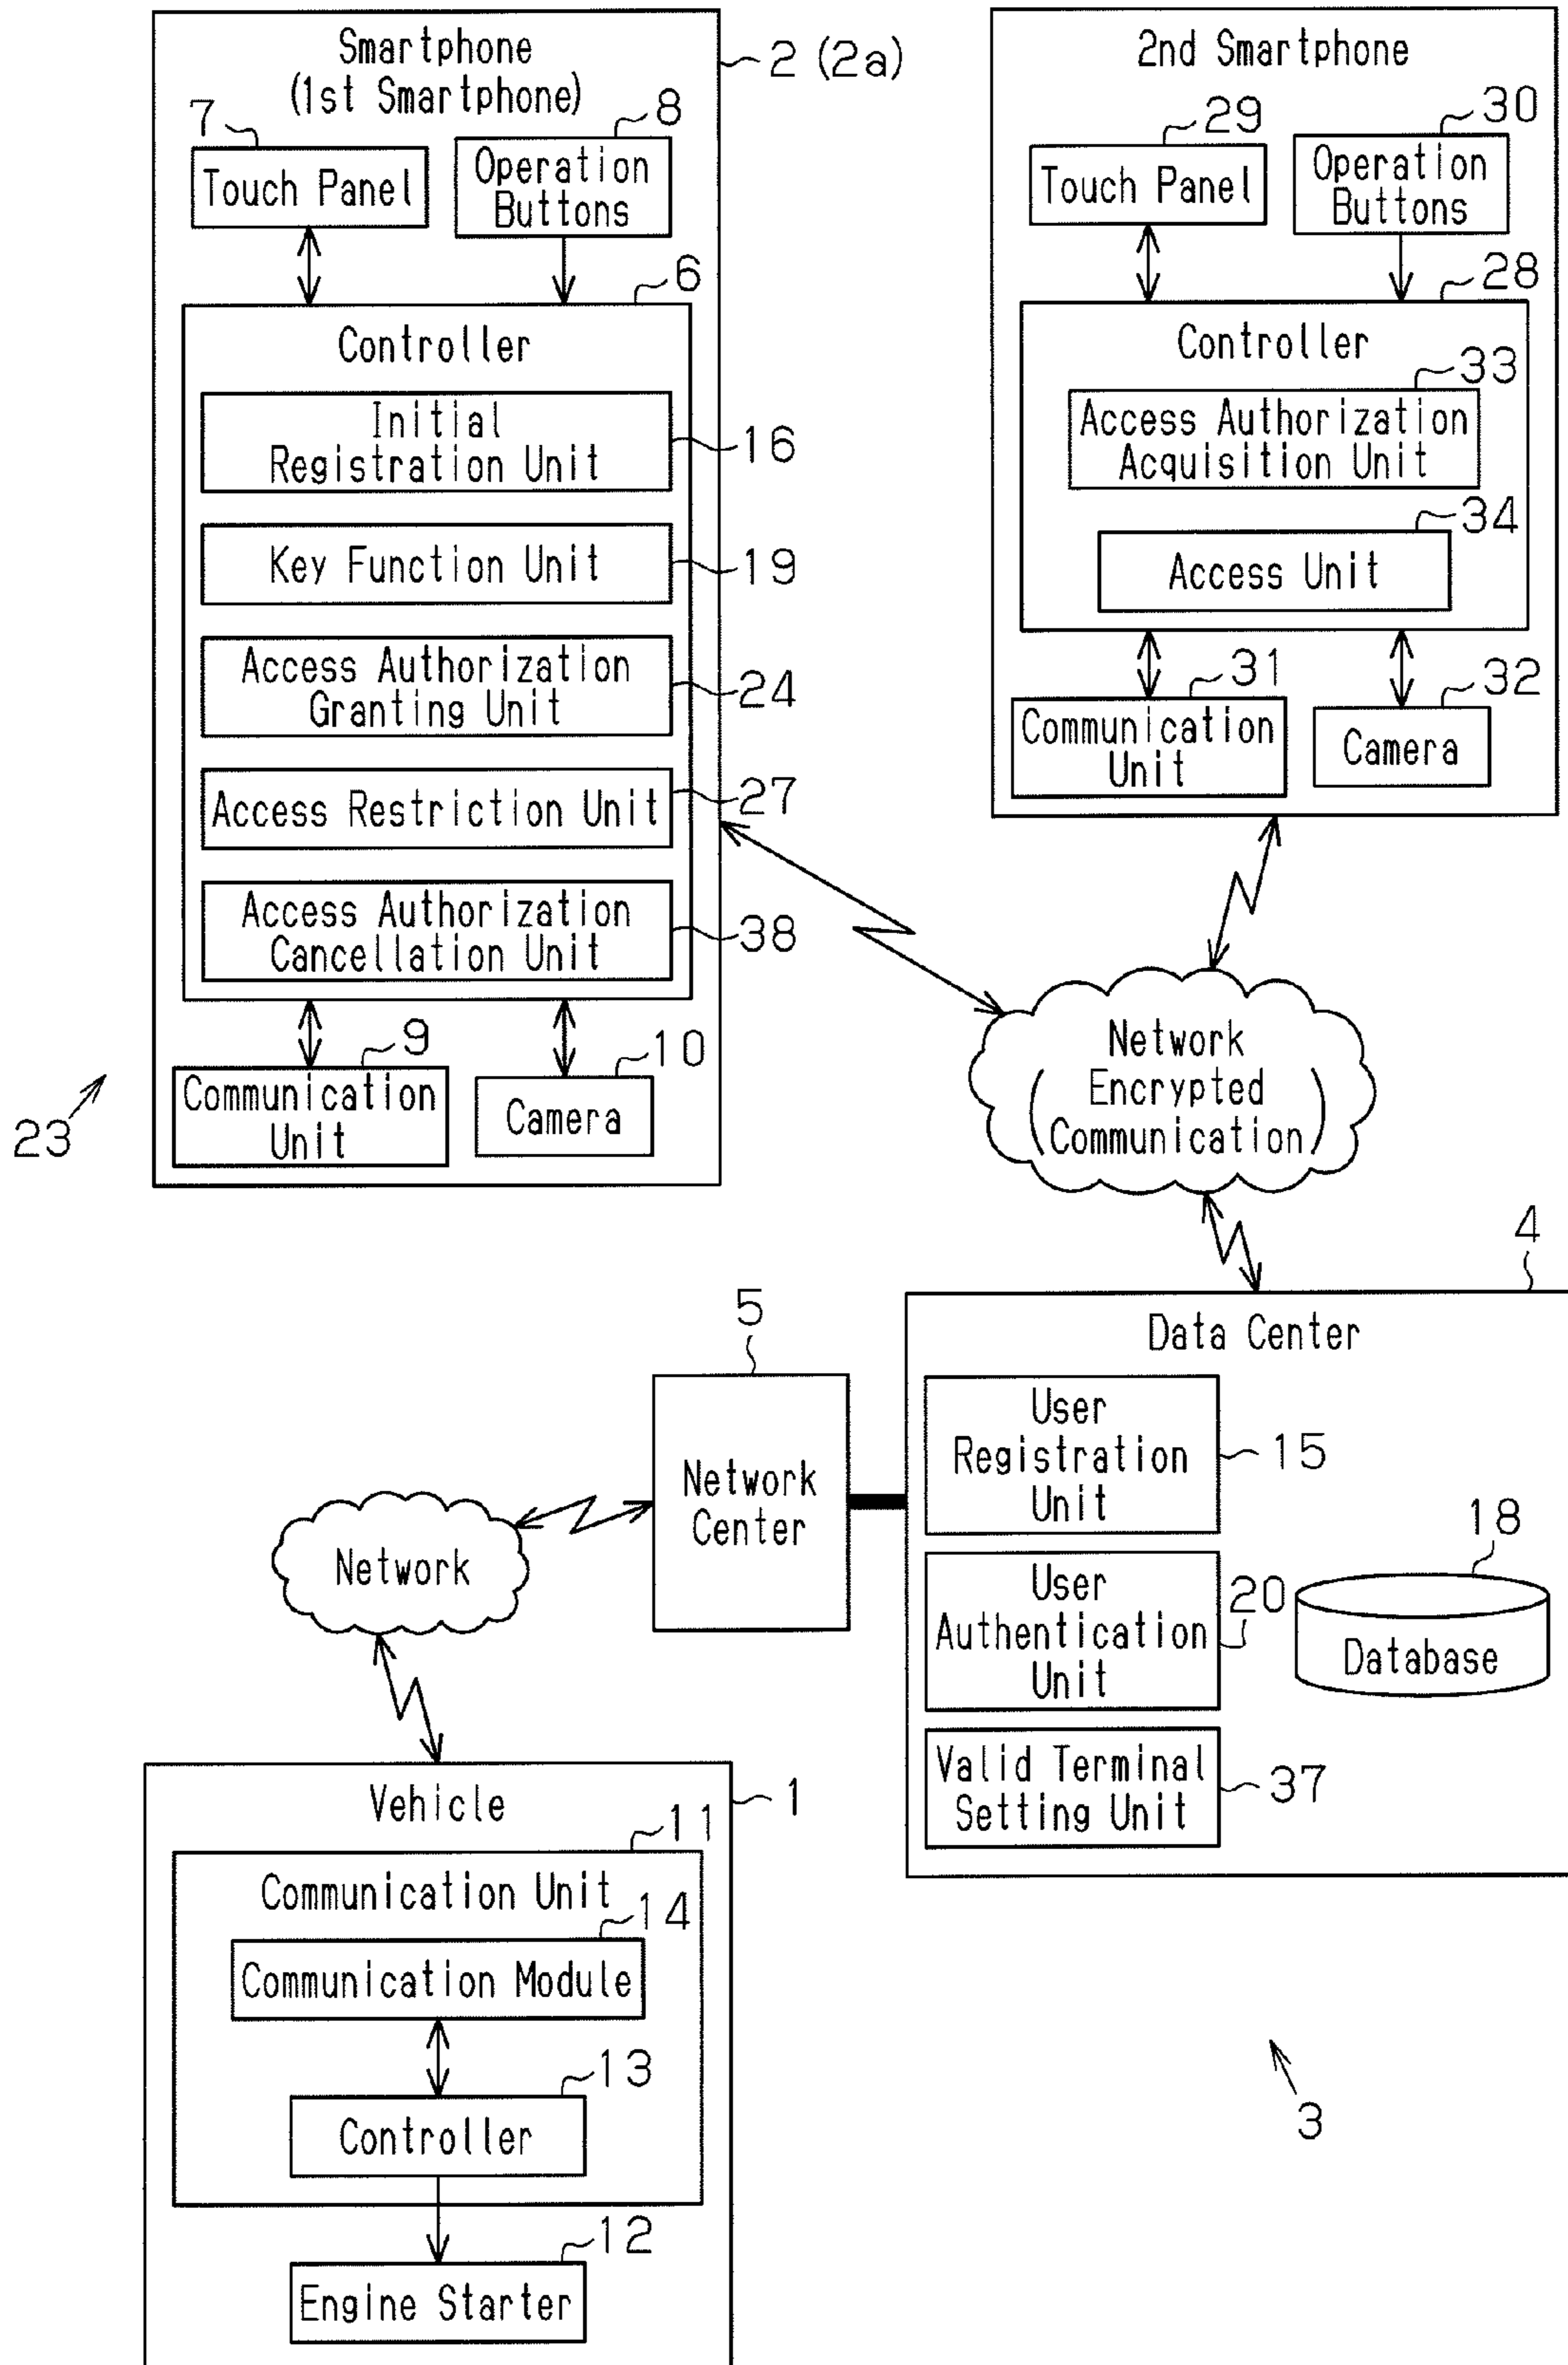 Smartphone
(1st Smartphone)
2 (2a)
7
8
Touch Panel
Operation
Buttons
6
Controller
Initial
Registration Unit
16
Key Function Unit
19
Access Authorization
Granting Unit
24
Access Restriction Unit
27
Access Authorization
Cancellation Unit
38
9
10
Communication
Unit
Camera
23
2nd Smartphone
29
30
Touch Panel
Operation
Buttons
28
Controller
33
Access Authorization
Acquisition Unit
34
Access Unit
31
32
Communication
Unit
Camera
Network
(Encrypted
Communication)
4
Data Center
5
Network
Center
User
Registration
Unit
15
User
Authentication
Unit
20
18
Database
Valid Terminal
Setting Unit
37
Network
Vehicle
1
11
Communication Unit
14
Communication Module
13
Controller
12
Engine Starter
3